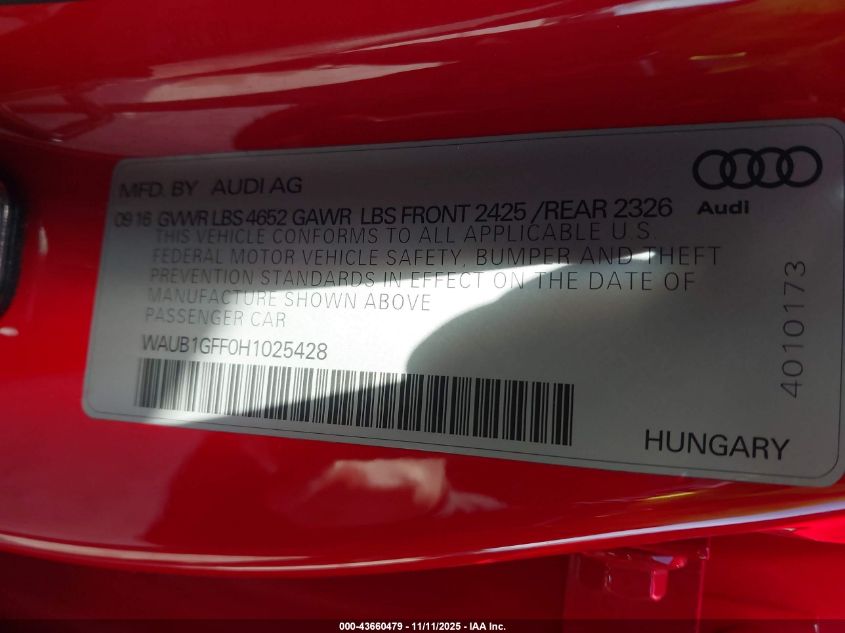 MFD. BY AUDI AG
Audi
09 16 GVWR LBS 4652 GAWR LBS FRONT 2425 /REAR 2326
THIS VEHICLE CONFORMS TO ALL APPLICABLE U.S.
FEDERAL MOTOR VEHICLE SAFETY, BUMPER AND THEFT
PREVENTION STANDARDS IN EFFECT ON THE DATE OF
MANUFACTURE SHOWN ABOVE
PASSENGER CAR
WAUB1GFF0H1025428
4010173
HUNGARY
000-43660479 - 11/11/2025 - IAA Inc.